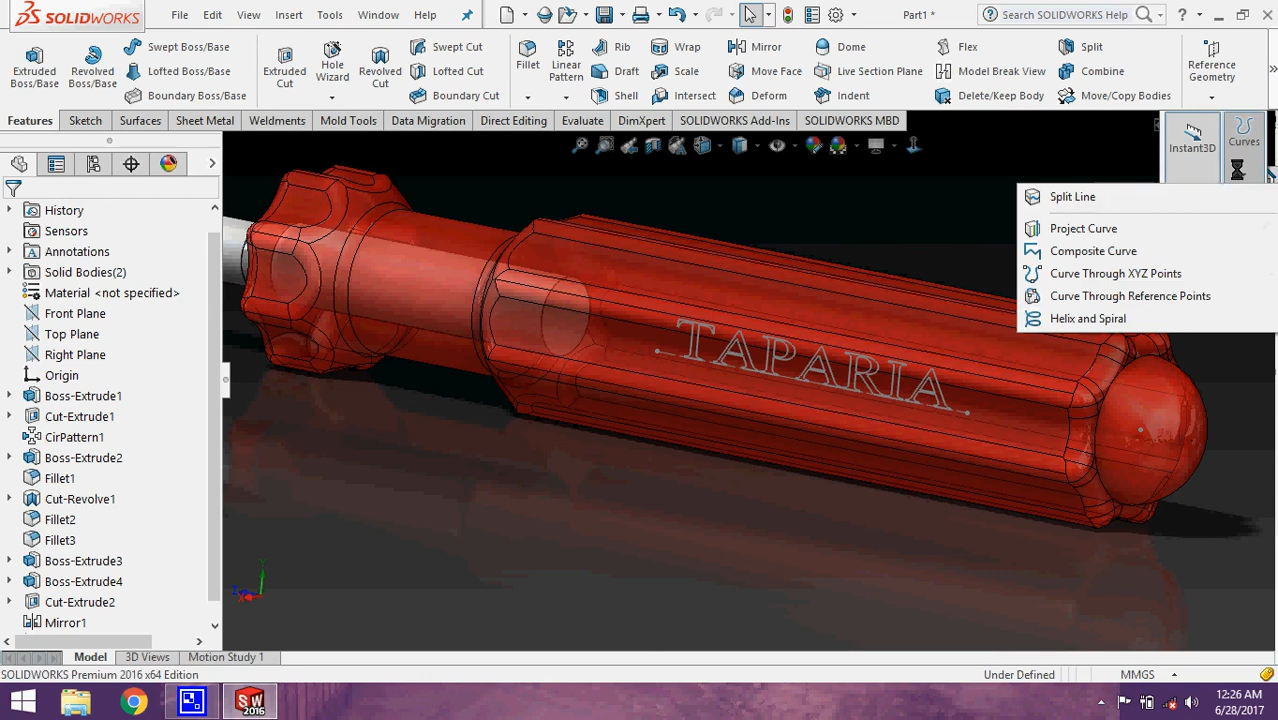 SOLIDWORKS File Edit View Insert Tools Window Help Part1 * Search SOLIDWORKS Help ?
Extruded Boss/Base Revolved Boss/Base Swept Boss/Base Lofted Boss/Base Boundary Boss/Base Extruded Cut Hole Wizard Revolved Cut Swept Cut Lofted Cut Boundary Cut Fillet Linear Pattern Rib Draft Shell Wrap Scale Intersect Mirror Move Face Deform Dome Live Section Plane Indent Flex Model Break View Delete/Keep Body Split Combine Move/Copy Bodies Reference Geometry
Features Sketch Surfaces Sheet Metal Weldments Mold Tools Data Migration Direct Editing Evaluate DimXpert SOLIDWORKS Add-Ins SOLIDWORKS MBD
Instant3D Curves
Split Line
Project Curve
Composite Curve
Curve Through XYZ Points
Curve Through Reference Points
Helix and Spiral
History
Sensors
Annotations
Solid Bodies(2)
Material <not specified>
Front Plane
Top Plane
Right Plane
Origin
Boss-Extrude1
Cut-Extrude1
CirPattern1
Boss-Extrude2
Fillet1
Cut-Revolve1
Fillet2
Fillet3
Boss-Extrude3
Boss-Extrude4
Cut-Extrude2
Mirror1
TAPARIA
Model 3D Views Motion Study 1
SOLIDWORKS Premium 2016 x64 Edition Under Defined MMGS
SW 2016
12:26 AM
6/28/2017